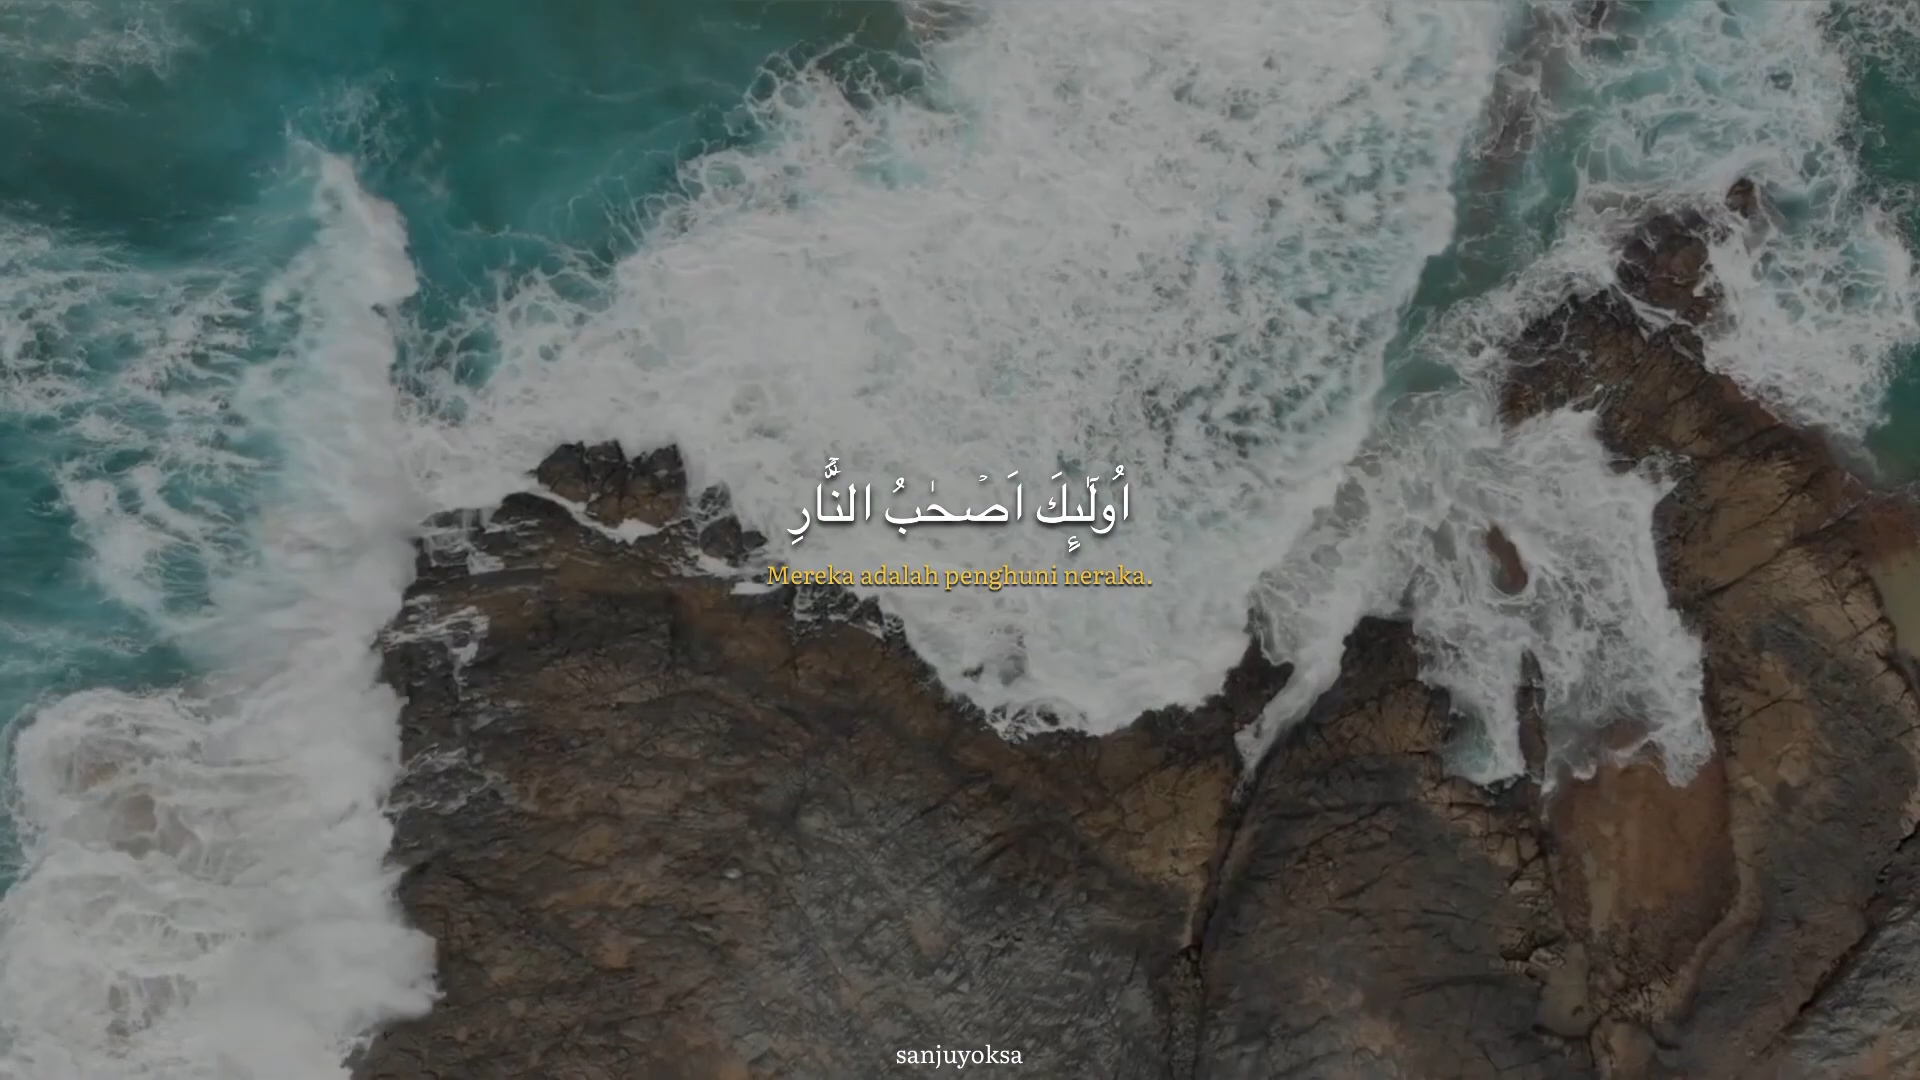 اُولٰۤىِٕكَ اَصۡحٰبُ النَّارِۚ
Mereka adalah penghuni neraka.
sanjuyoksa